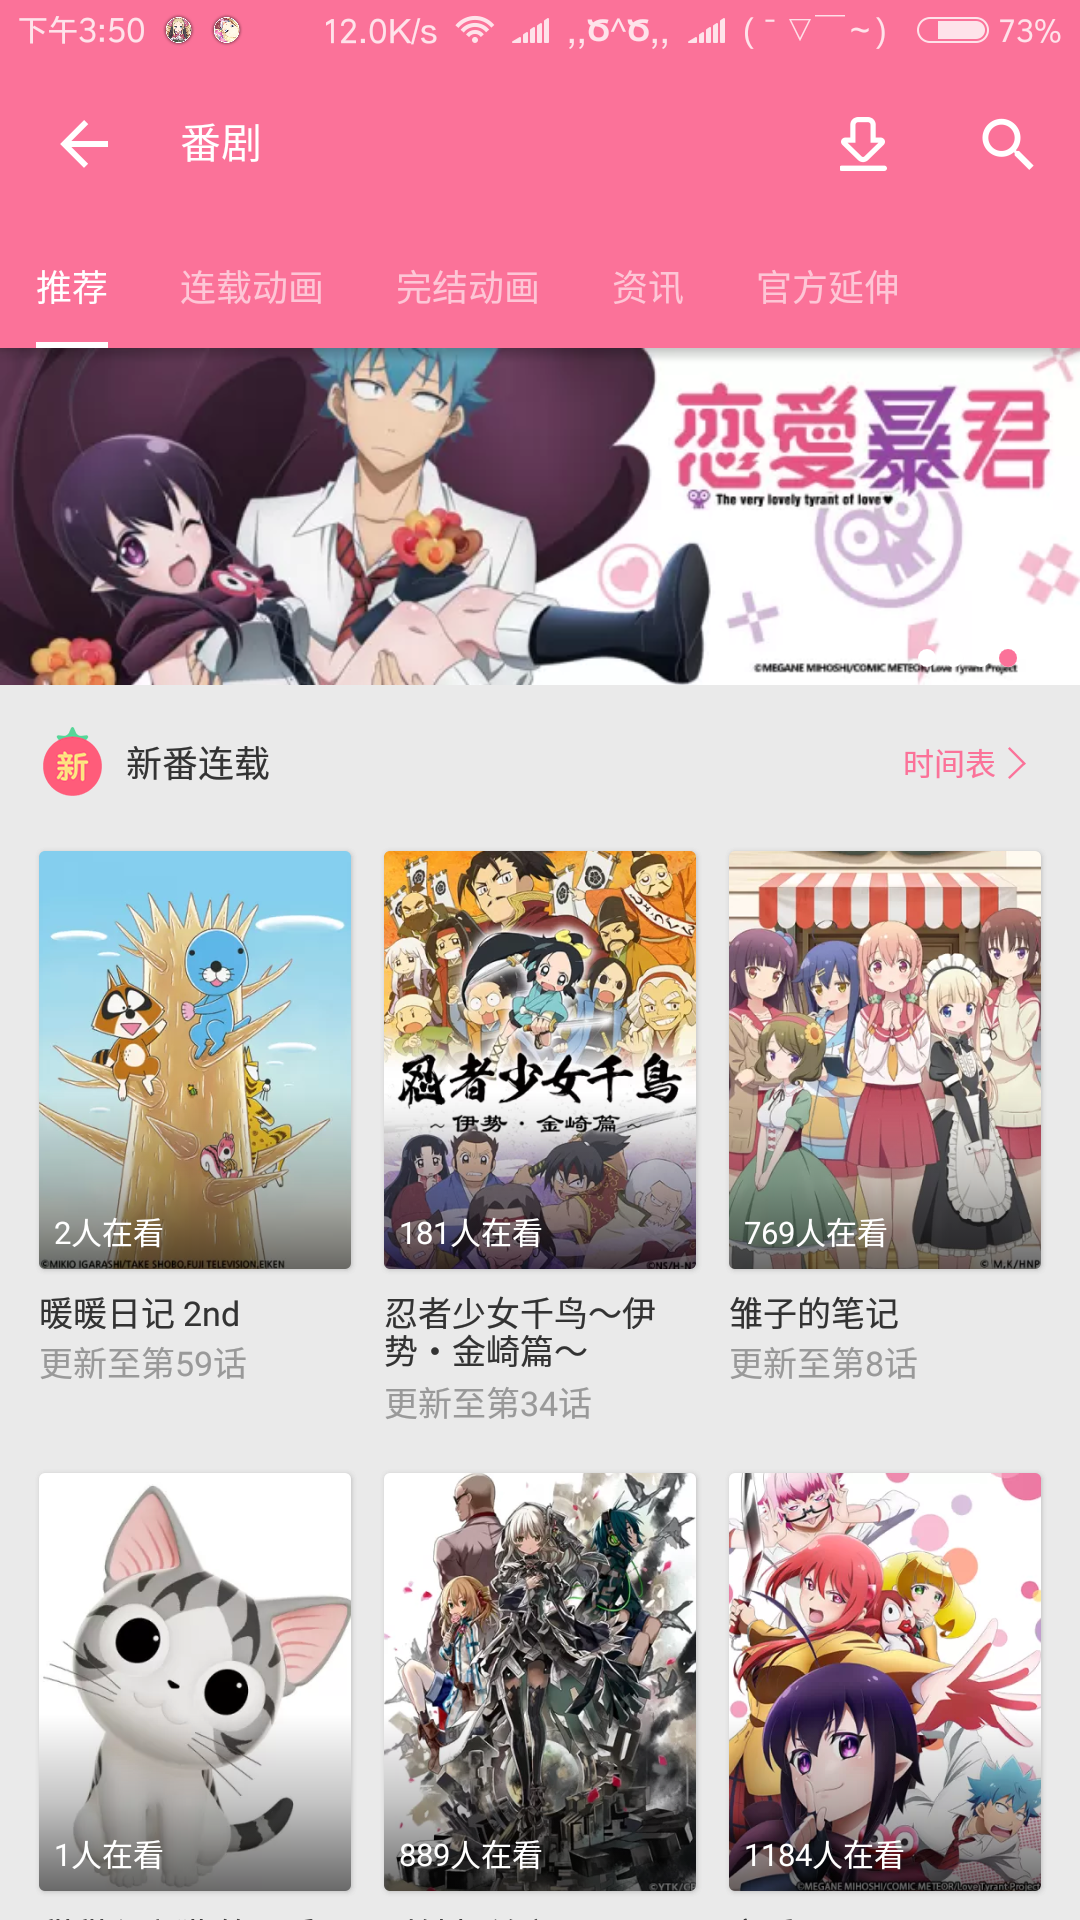 下午3:50 12.0K/s ,,Ծ^Ծ,, (¯▽¯~) 73%
番剧
推荐 连载动画 完结动画 资讯 官方延伸
恋爱暴君
The very lovely tyrant of love♥
©MEGANE MIHOSHI/COMIC METEOR/Love Tyrant Project
新 新番连载 时间表
忍者少女千鸟
~伊势·金崎篇~
2人在看 181人在看 769人在看
©MIKIO IGARASHI/TAKE SHOBO,FUJI TELEVISION,EIKEN ©NS/H-NZ © M.K/HNP
暖暖日记 2nd 忍者少女千鸟～伊 雏子的笔记
势·金崎篇～
更新至第59话 更新至第34话 更新至第8话
1人在看 889人在看 1184人在看
©YTK/CP ©MEGANE MIHOSHI/COMIC METEOR/Love Tyrant Project